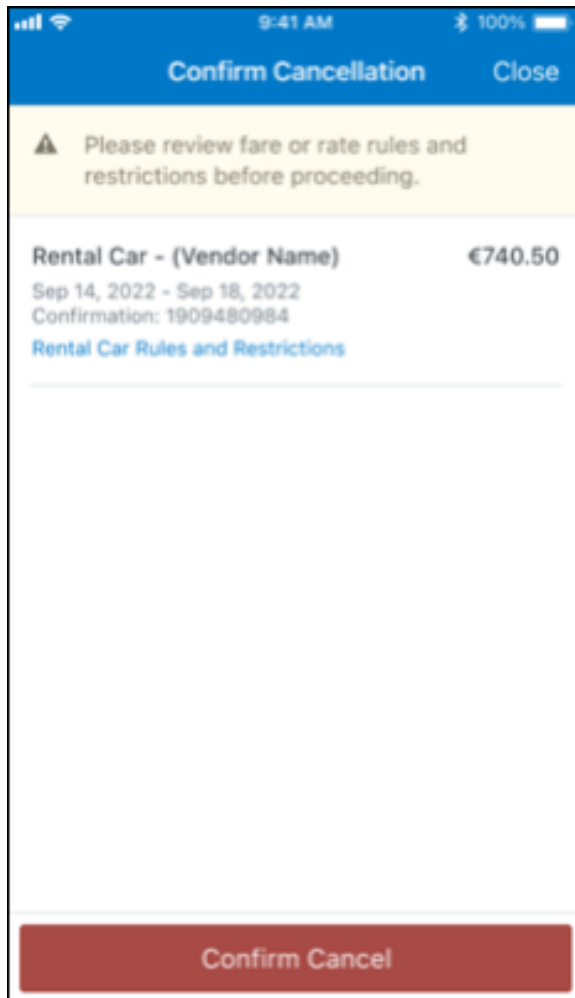 9:41 AM 100%
Confirm Cancellation Close
Please review fare or rate rules and
restrictions before proceeding.
Rental Car - (Vendor Name) €740.50
Sep 14, 2022 - Sep 18, 2022
Confirmation: 1909480984
Rental Car Rules and Restrictions
Confirm Cancel